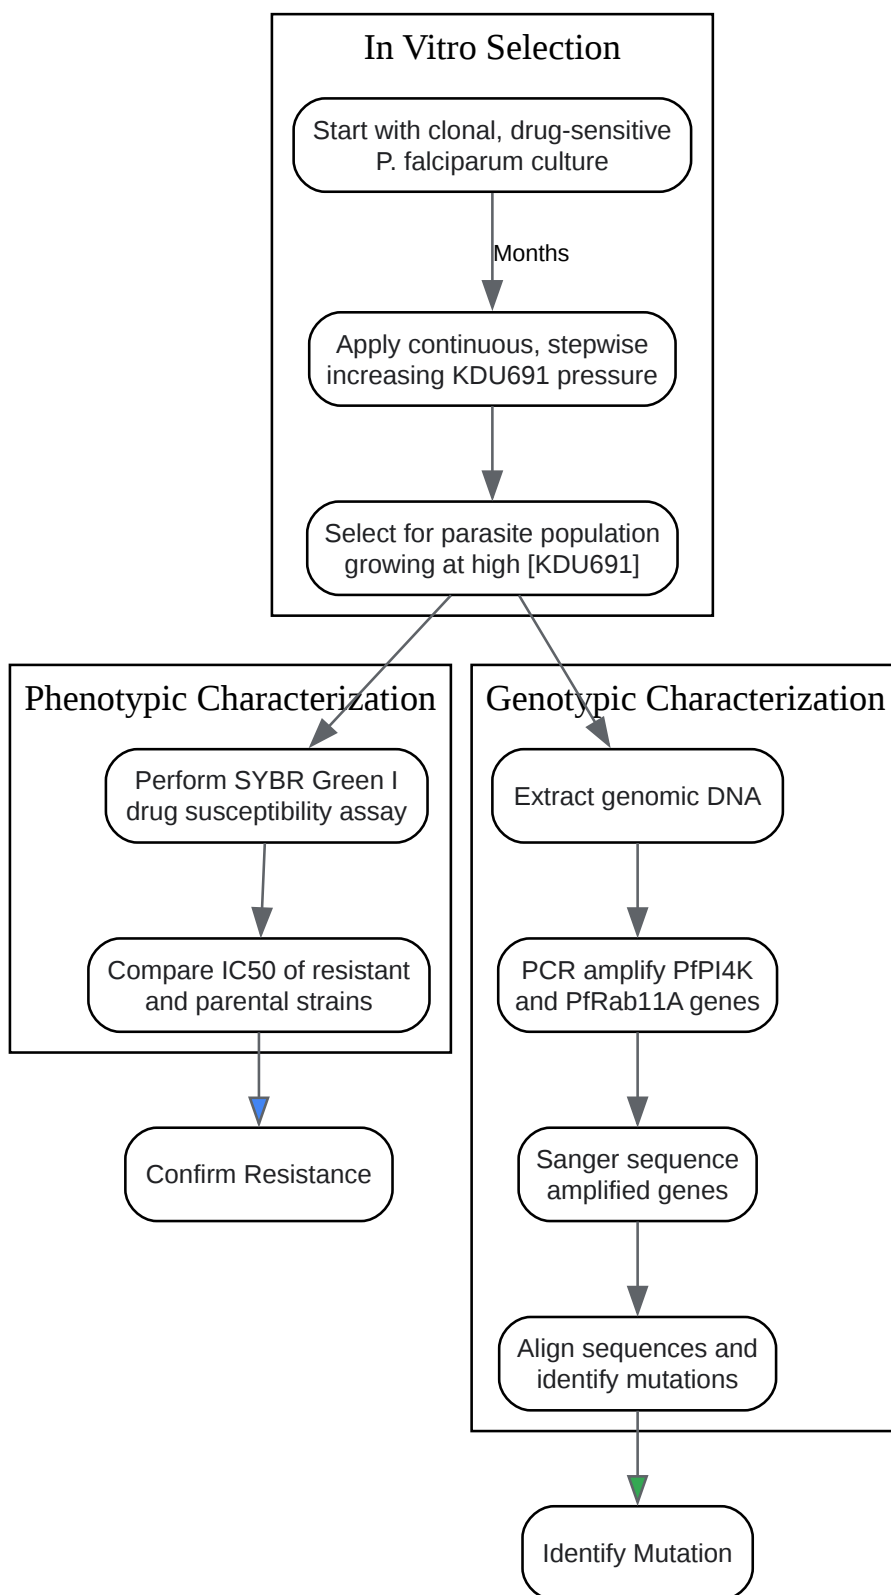 In Vitro Selection
Start with clonal, drug-sensitive
P. falciparum culture
Months
Apply continuous, stepwise
increasing KDU691 pressure
Select for parasite population
growing at high [KDU691]
Phenotypic Characterization
Perform SYBR Green I
drug susceptibility assay
Compare IC50 of resistant
and parental strains
Confirm Resistance
Genotypic Characterization
Extract genomic DNA
PCR amplify PfPI4K
and PfRab11A genes
Sanger sequence
amplified genes
Align sequences and
identify mutations
Identify Mutation